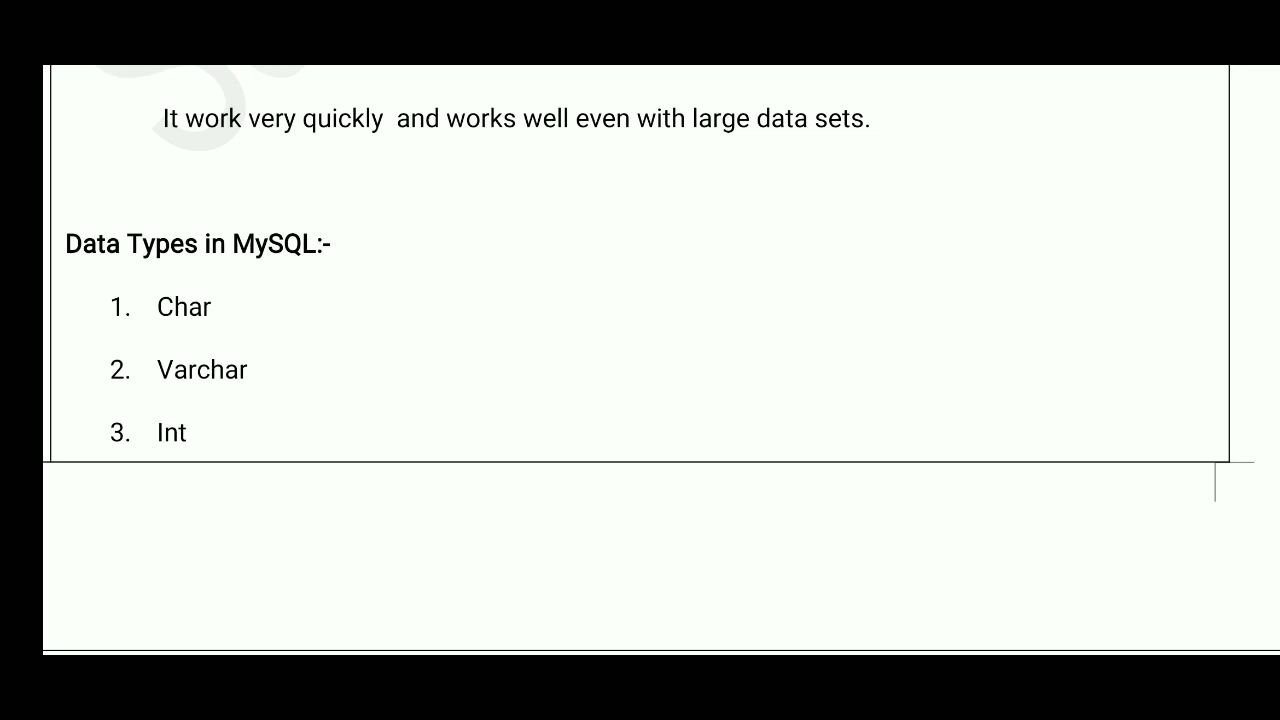 It work very quickly  and works well even with large data sets.
Data Types in MySQL:-
1. Char
2. Varchar
3. Int